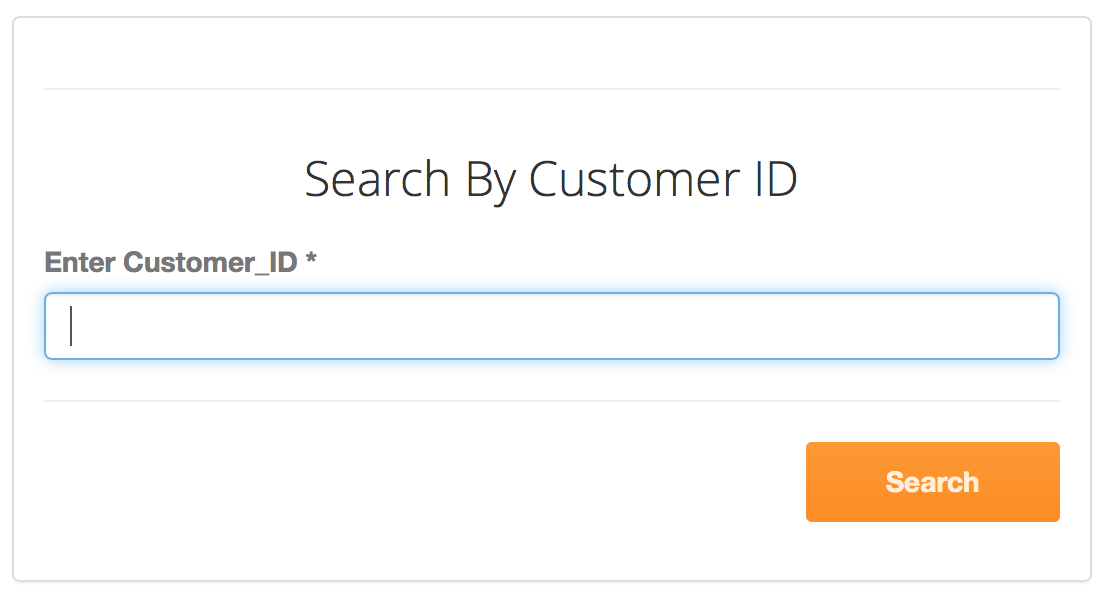 Search By Customer ID
Enter Customer_ID *
Search